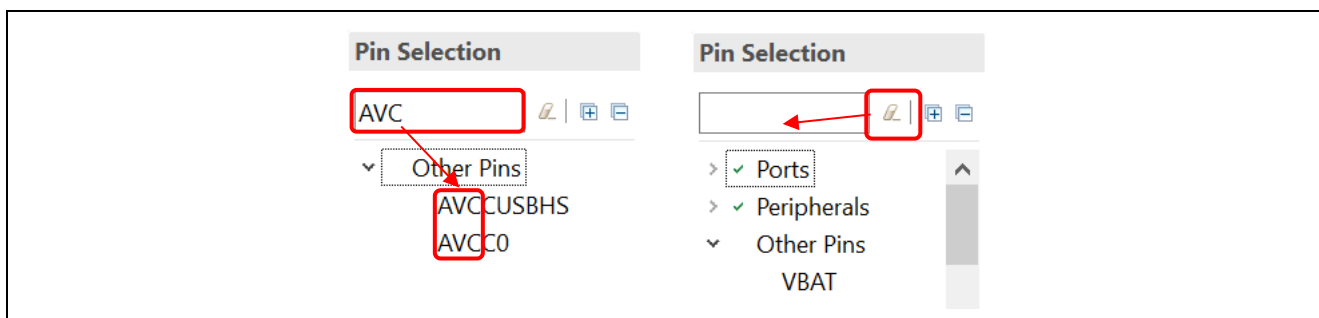 Pin Selection
AVC
Other Pins
AVCCUSBHS
AVCC0
Pin Selection
Ports
Peripherals
Other Pins
VBAT